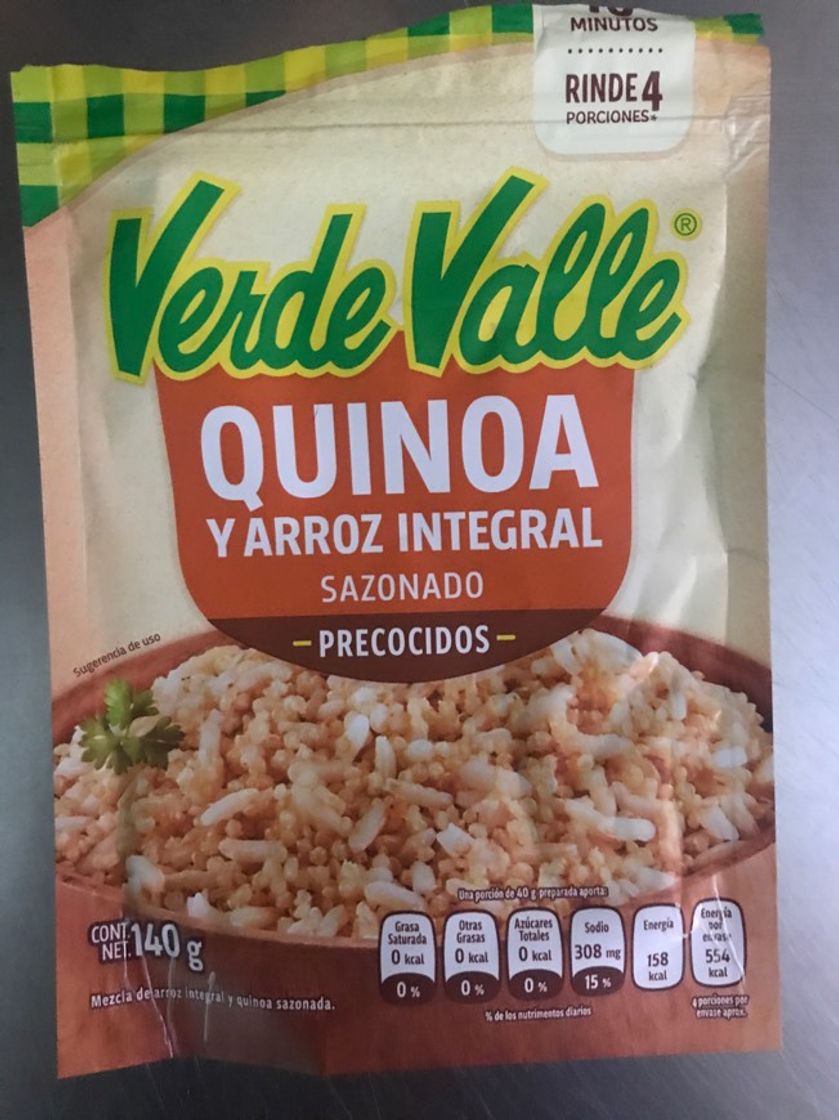 MINUTOS
RINDE 4
PORCIONES*
Verde Valle®
QUINOA
Y ARROZ INTEGRAL
SAZONADO
PRECOCIDOS
Sugerencia de uso
Una porción de 40 g preparada aporta:
Grasa
Saturada
0 kcal
0 %
Otras
Grasas
0 kcal
0 %
Azúcares
Totales
0 kcal
0 %
Sodio
308 mg
15 %
Energía
158
kcal
Energía
por
envase
554
kcal
CONT.
NET. 140 g
Mezcla de arroz integral y quinoa sazonada.
% de los nutrimentos diarios
4 porciones por
envase aprox.